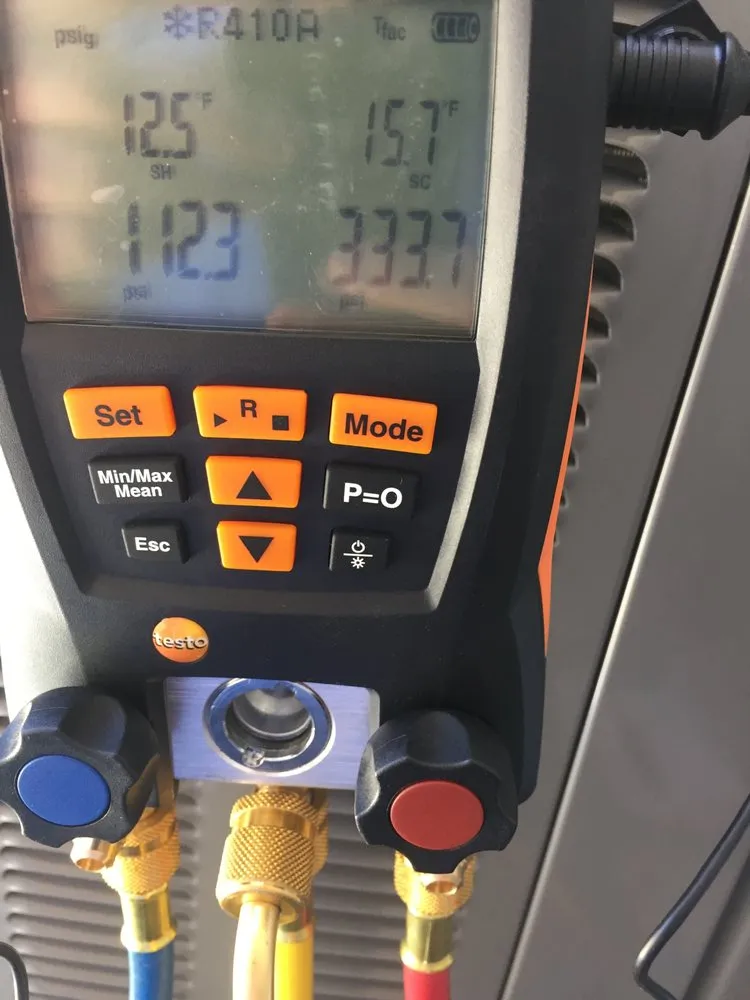 psig ❄R410A Tfac
12.5°F 15.7°F
SH SC
112.3 333.7
psi psi
Set ▶ R ■ Mode
Min/Max
Mean ▲ P=O
Esc ▼
testo